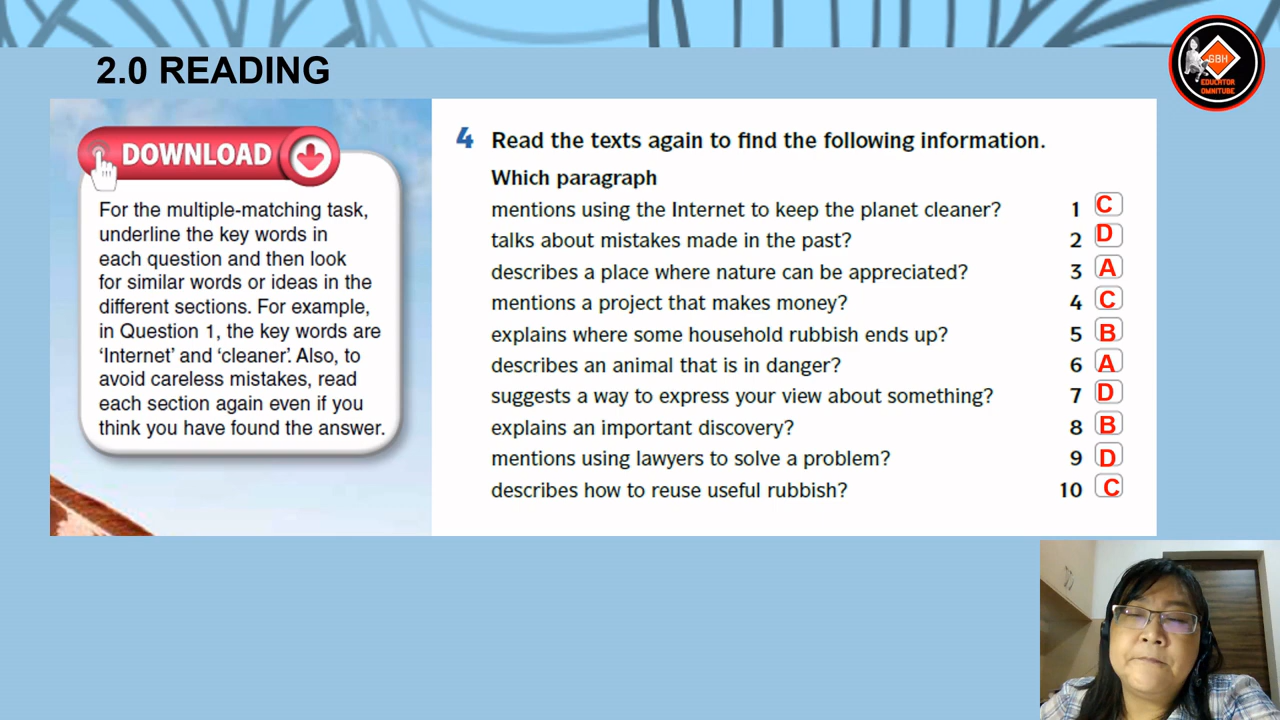 2.0 READING
GBH
EDUCATOR
OMNITUBE
DOWNLOAD
For the multiple-matching task,
underline the key words in
each question and then look
for similar words or ideas in the
different sections. For example,
in Question 1, the key words are
‘Internet’ and ‘cleaner’. Also, to
avoid careless mistakes, read
each section again even if you
think you have found the answer.
4 Read the texts again to find the following information.
Which paragraph
mentions using the Internet to keep the planet cleaner? 1 C
talks about mistakes made in the past? 2 D
describes a place where nature can be appreciated? 3 A
mentions a project that makes money? 4 C
explains where some household rubbish ends up? 5 B
describes an animal that is in danger? 6 A
suggests a way to express your view about something? 7 D
explains an important discovery? 8 B
mentions using lawyers to solve a problem? 9 D
describes how to reuse useful rubbish? 10 C